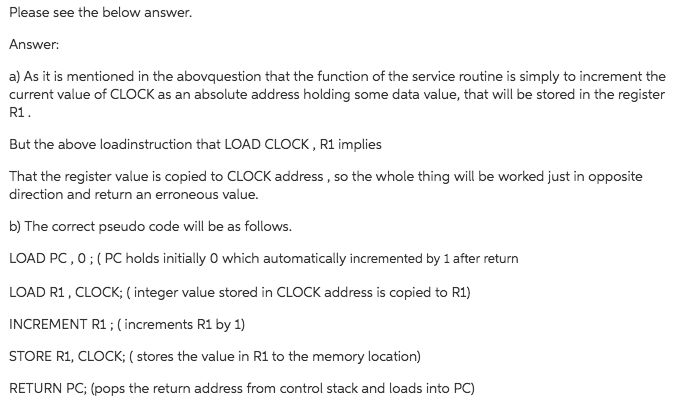 Please see the below answer.
Answer:
a) As it is mentioned in the abovquestion that the function of the service routine is simply to increment the
current value of CLOCK as an absolute address holding some data value, that will be stored in the register
R1 .
But the above loadinstruction that LOAD CLOCK , R1 implies
That the register value is copied to CLOCK address , so the whole thing will be worked just in opposite
direction and return an erroneous value.
b) The correct pseudo code will be as follows.
LOAD PC , 0 ; ( PC holds initially 0 which automatically incremented by 1 after return
LOAD R1 , CLOCK; ( integer value stored in CLOCK address is copied to R1)
INCREMENT R1 ; ( increments R1 by 1)
STORE R1, CLOCK; ( stores the value in R1 to the memory location)
RETURN PC; (pops the return address from control stack and loads into PC)